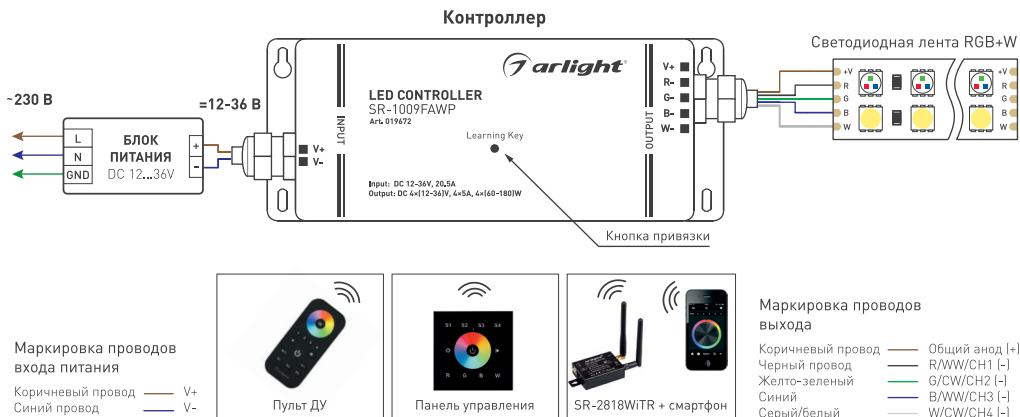 Контроллер
Светодиодная лента RGB+W
~230 В
=12-36 В
L
N
GND
БЛОК
ПИТАНИЯ
DC 12...36V
+
-
INPUT
V+
V-
arlight®
LED CONTROLLER
SR-1009FAWP
Art. 019672
Learning Key
Input: DC 12-36V, 20.5A
Output: DC 4×(12-36)V, 4×5A, 4×(60-180)W
OUTPUT
V+
R-
G-
B-
W-
+V
R
G
B
W
+V
R
G
B
W
Кнопка привязки
Маркировка проводов
входа питания
Коричневый провод V+
Синий провод V-
Пульт ДУ
S1 S2 S3 S4
R G B W
Панель управления
arlight
SR-2818WiTR + смартфон
Маркировка проводов
выхода
Коричневый провод Общий анод (+)
Черный провод R/WW/CH1 (-)
Желто-зеленый G/CW/CH2 (-)
Синий B/WW/CH3 (-)
Серый/белый W/CW/CH4 (-)